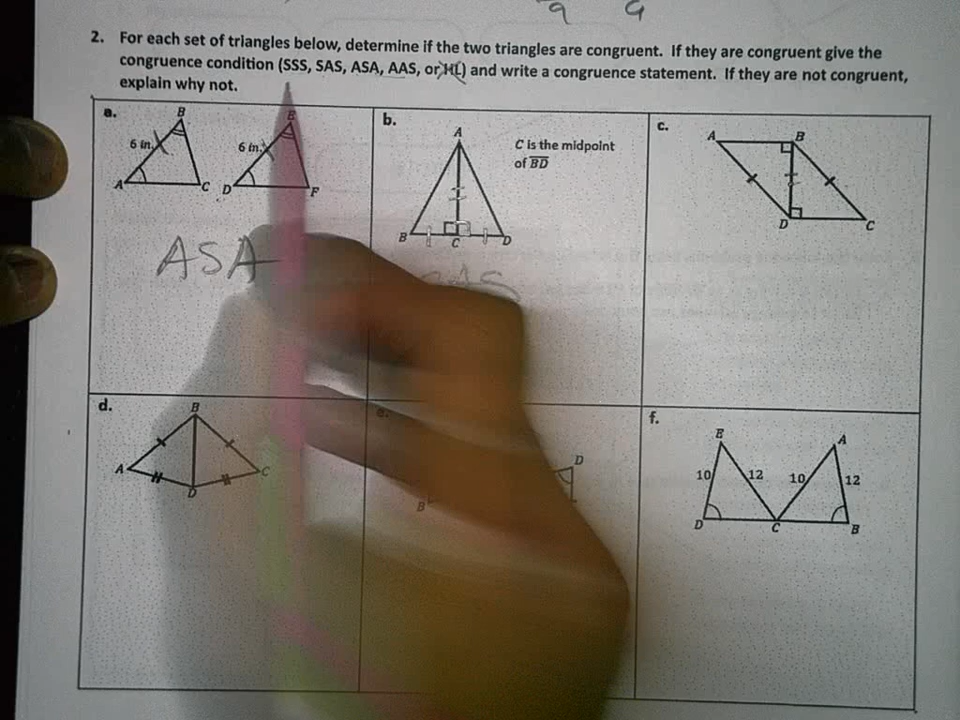 9 9
2. For each set of triangles below, determine if the two triangles are congruent. If they are congruent give the
congruence condition (SSS, SAS, ASA, AAS, or HL) and write a congruence statement. If they are not congruent,
explain why not.
a.
B
6 in.
A
C
E
6 in.
D
F
ASA
b.
A
C is the midpoint
of BD
B
C
D
c.
A
B
D
C
d.
B
A
C
D
e.
D
B
f.
E
A
10
12
10
12
D
C
B